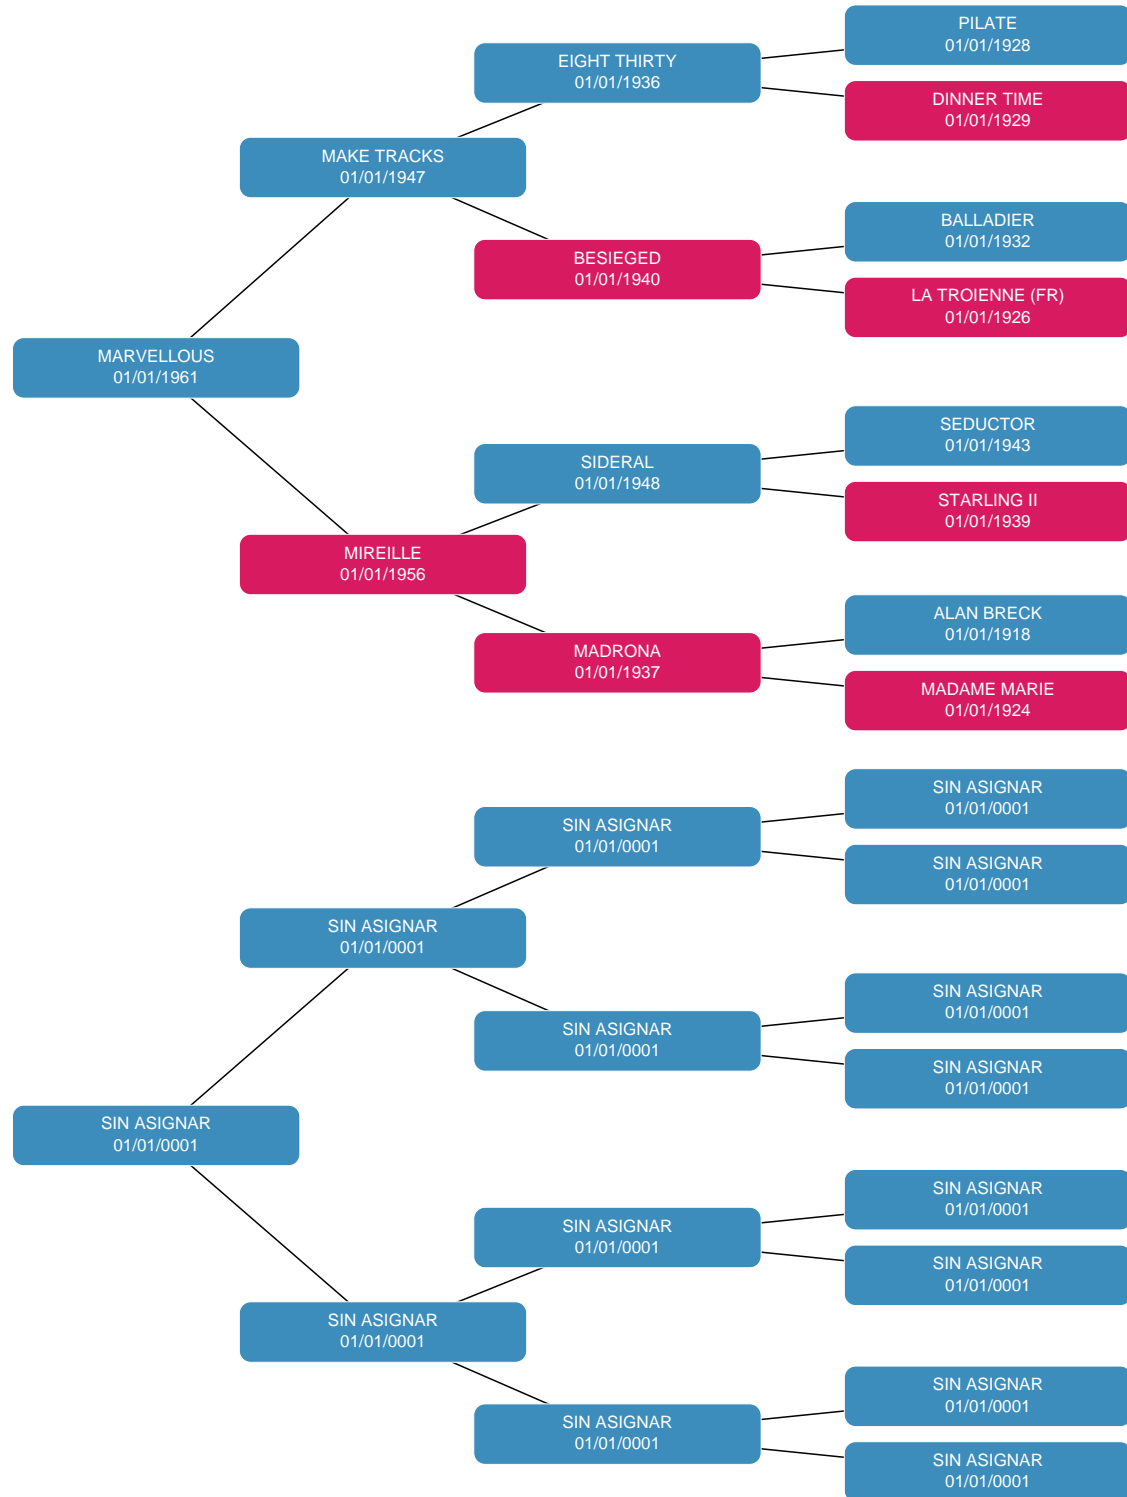 PILATE
01/01/1928
EIGHT THIRTY
01/01/1936
DINNER TIME
01/01/1929
MAKE TRACKS
01/01/1947
BALLADIER
01/01/1932
BESIEGED
01/01/1940
LA TROIENNE (FR)
01/01/1926
MARVELLOUS
01/01/1961
SEDUCTOR
01/01/1943
SIDERAL
01/01/1948
STARLING II
01/01/1939
MIREILLE
01/01/1956
ALAN BRECK
01/01/1918
MADRONA
01/01/1937
MADAME MARIE
01/01/1924
SIN ASIGNAR
01/01/0001
SIN ASIGNAR
01/01/0001
SIN ASIGNAR
01/01/0001
SIN ASIGNAR
01/01/0001
SIN ASIGNAR
01/01/0001
SIN ASIGNAR
01/01/0001
SIN ASIGNAR
01/01/0001
SIN ASIGNAR
01/01/0001
SIN ASIGNAR
01/01/0001
SIN ASIGNAR
01/01/0001
SIN ASIGNAR
01/01/0001
SIN ASIGNAR
01/01/0001
SIN ASIGNAR
01/01/0001
SIN ASIGNAR
01/01/0001
SIN ASIGNAR
01/01/0001